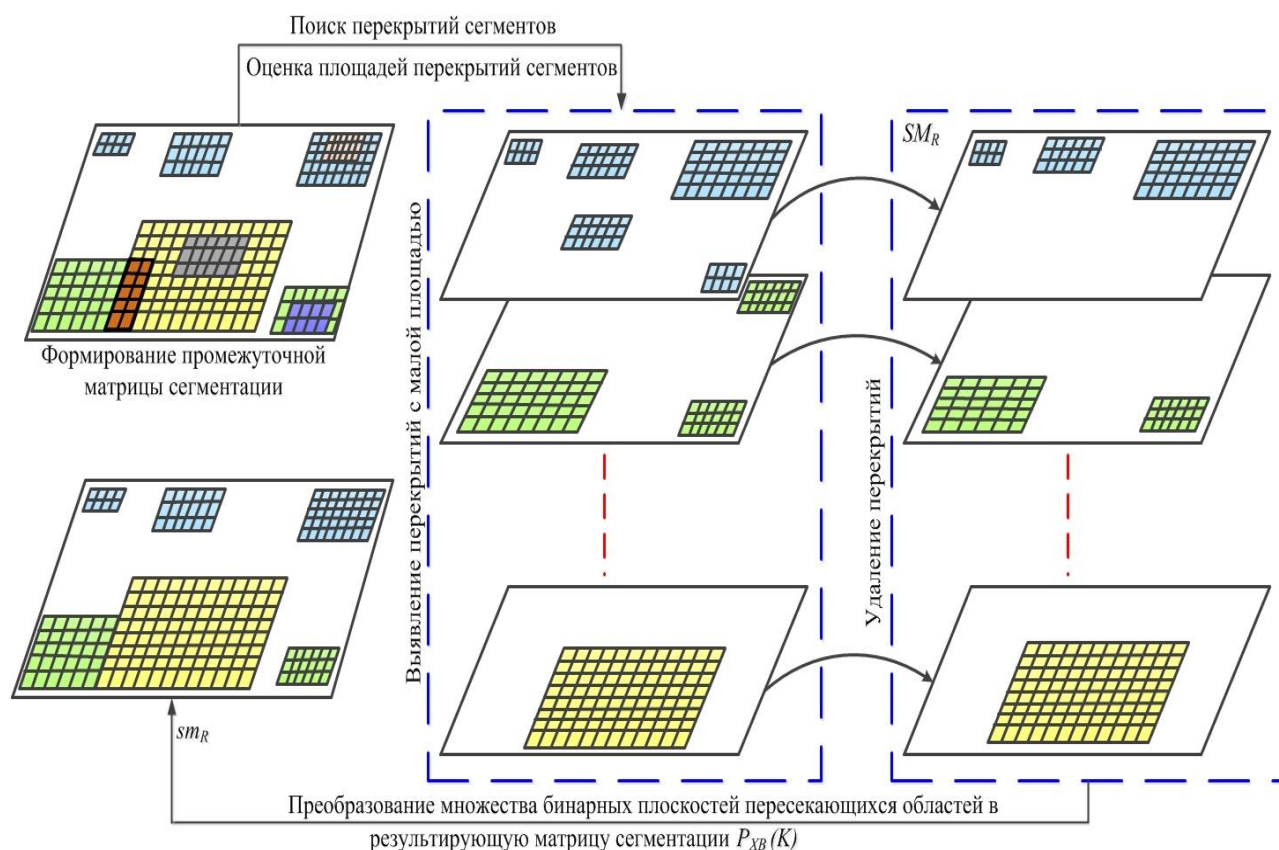 Поиск перекрытий сегментов
Оценка площадей перекрытий сегментов
Формирование промежуточной
матрицы сегментации
Выявление перекрытий с малой площадью
SM_R
Удаление перекрытий
sm_R
Преобразование множества бинарных плоскостей пересекающихся областей в
результирующую матрицу сегментации P_XB (K)